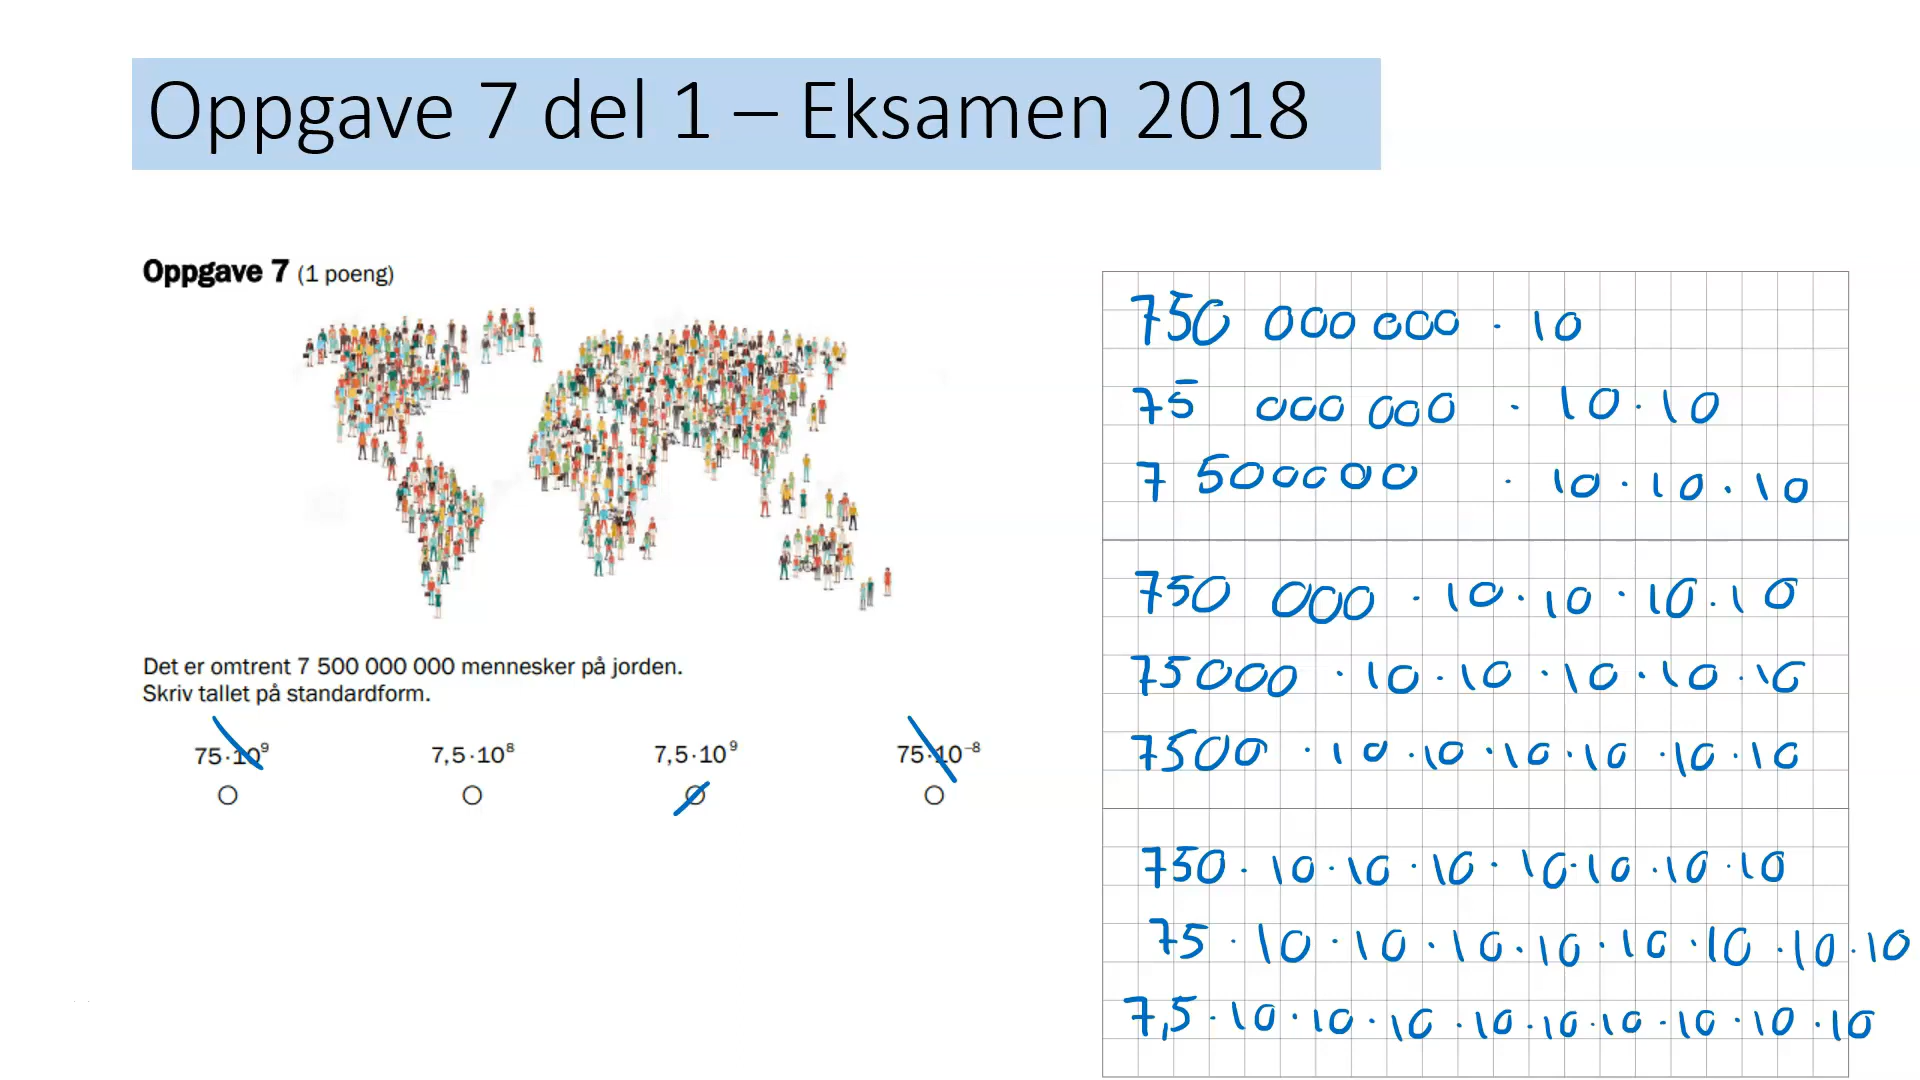 Oppgave 7 del 1 – Eksamen 2018
Oppgave 7 (1 poeng)
Det er omtrent 7 500 000 000 mennesker på jorden.
Skriv tallet på standardform.
75·10⁹ 7,5·10⁸ 7,5·10⁹ 75·10⁻⁸
750 000 000 · 10
75 000 000 · 10 · 10
7 500000 · 10 · 10 · 10
750 000 · 10 · 10 · 10 · 10
75000 · 10 · 10 · 10 · 10 · 10
7500 · 10 · 10 · 10 · 10 · 10 · 10
750 · 10 · 10 · 10 · 10 · 10 · 10 · 10
75 · 10 · 10 · 10 · 10 · 10 · 10 · 10 · 10
7,5 · 10 · 10 · 10 · 10 · 10 · 10 · 10 · 10 · 10